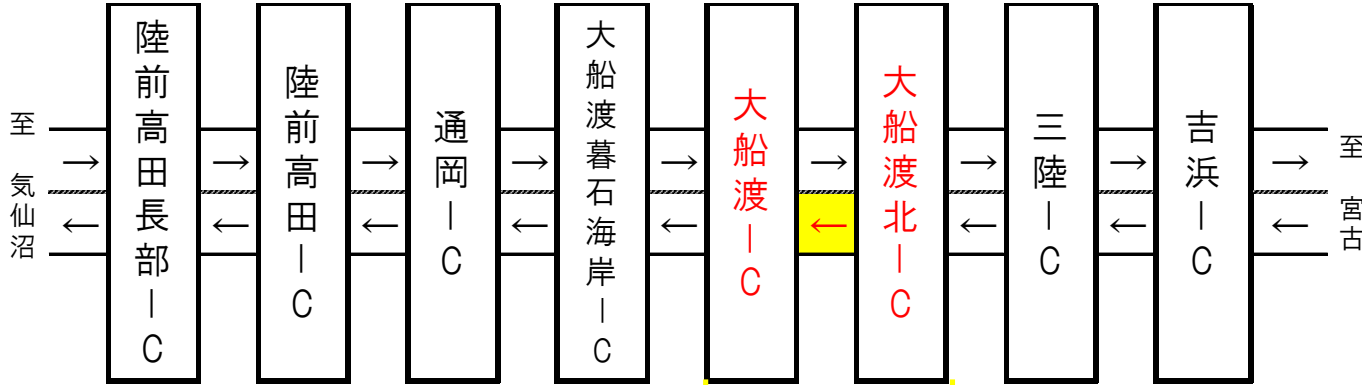 至 気仙沼
陸前高田長部IC
陸前高田IC
通岡IC
大船渡暮石海岸IC
大船渡IC
大船渡北IC
三陸IC
吉浜IC
至 宮古